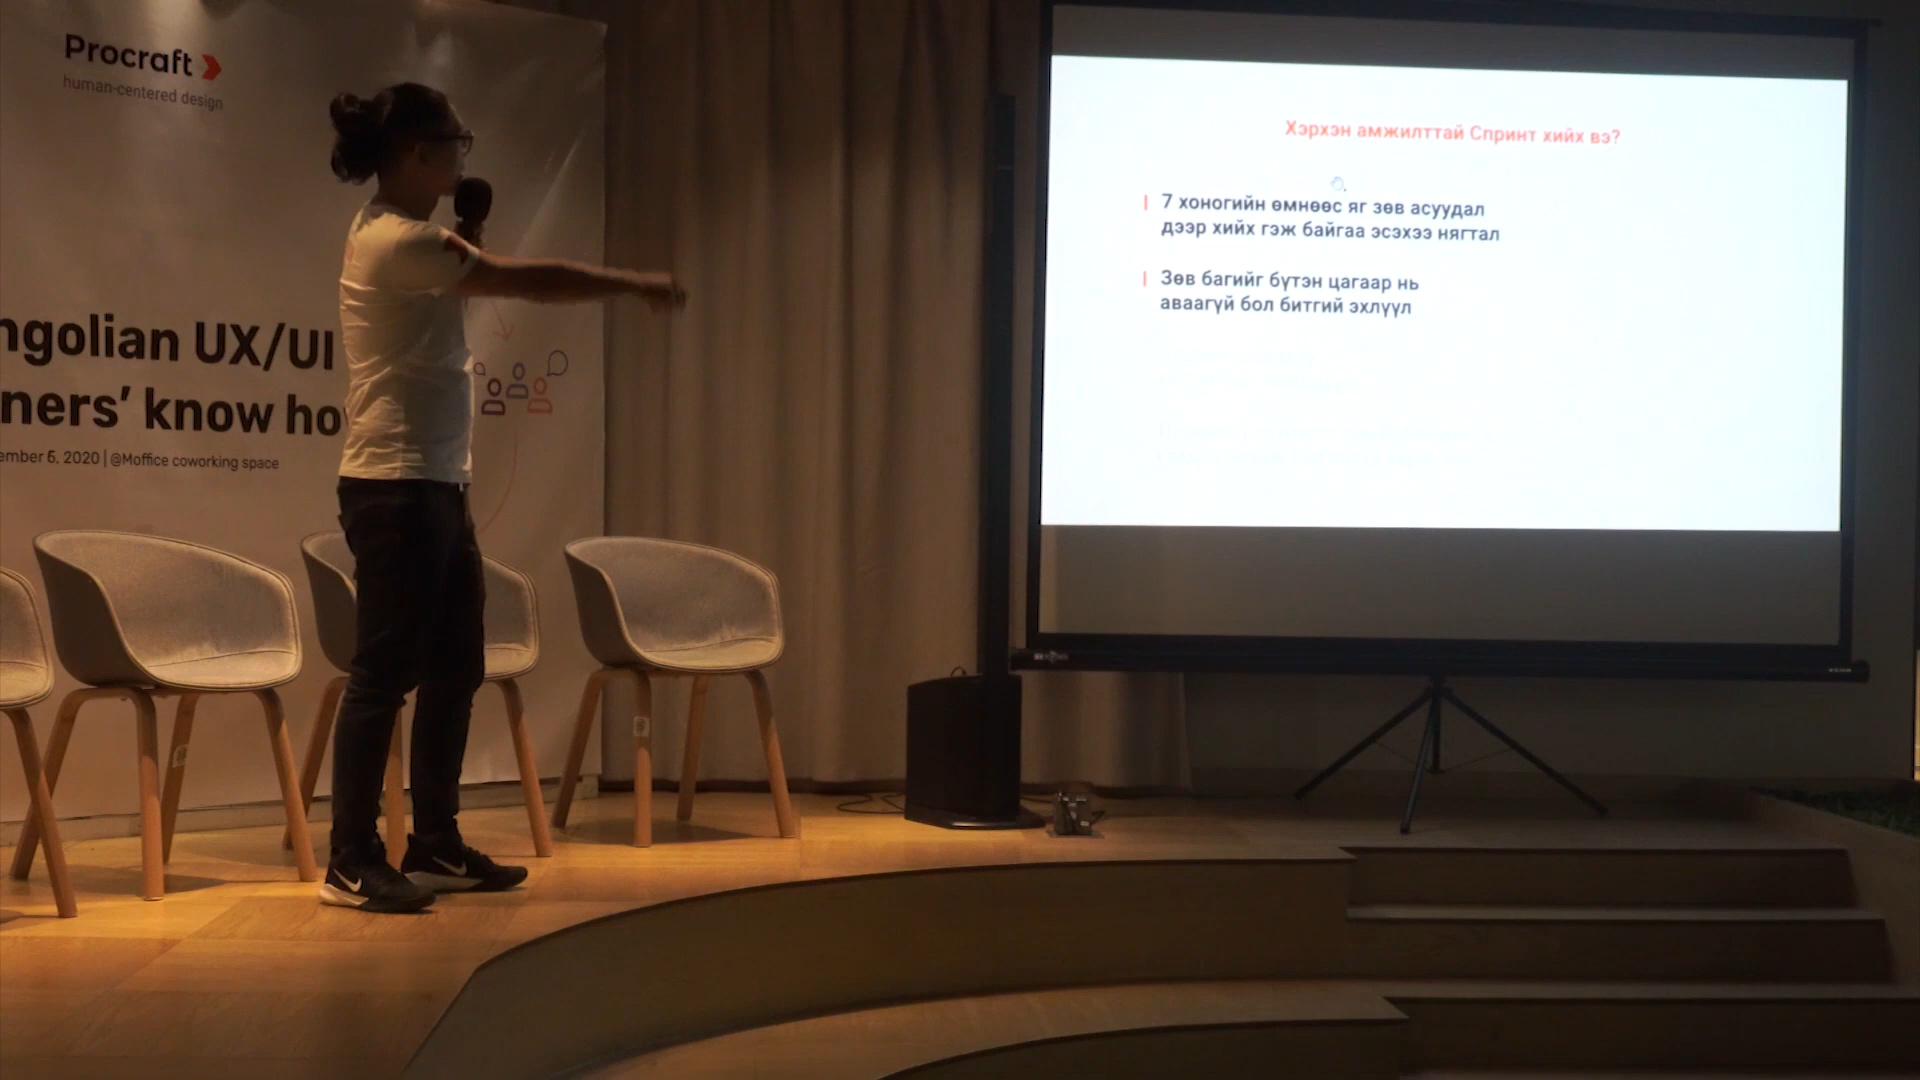 Procraft
human-centered design
ngolian UX/UI
ners’ know ho
ember 6, 2020 | @Moffice coworking space
Хэрхэн амжилттай Спринт хийх вэ?
7 хоногийн өмнөөс яг зөв асуудал
дээр хийх гэж байгаа эсэхээ нягтал
Зөв багийг бүтэн цагаар нь
аваагүй бол битгий эхлүүл